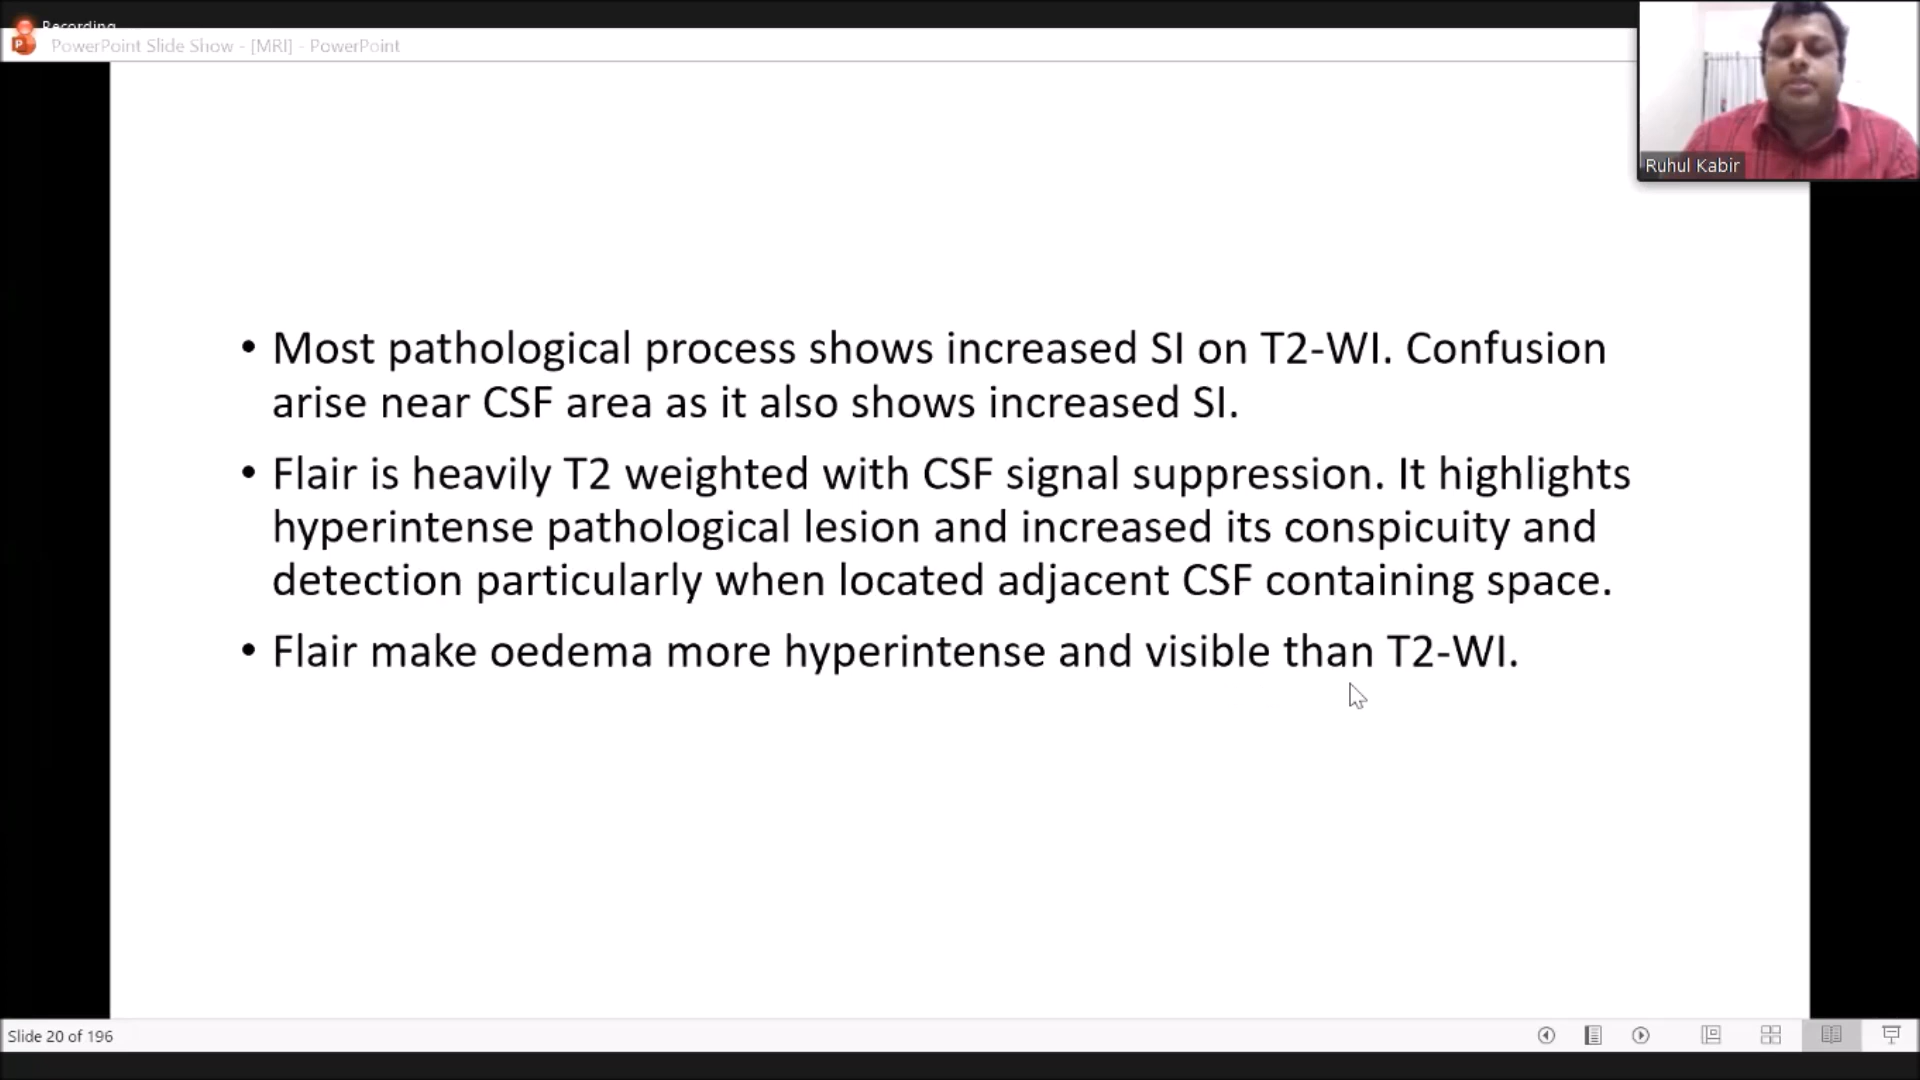 Recording
PowerPoint Slide Show - [MRI] - PowerPoint
Ruhul Kabir
• Most pathological process shows increased SI on T2-WI. Confusion
arise near CSF area as it also shows increased SI.
• Flair is heavily T2 weighted with CSF signal suppression. It highlights
hyperintense pathological lesion and increased its conspicuity and
detection particularly when located adjacent CSF containing space.
• Flair make oedema more hyperintense and visible than T2-WI.
Slide 20 of 196